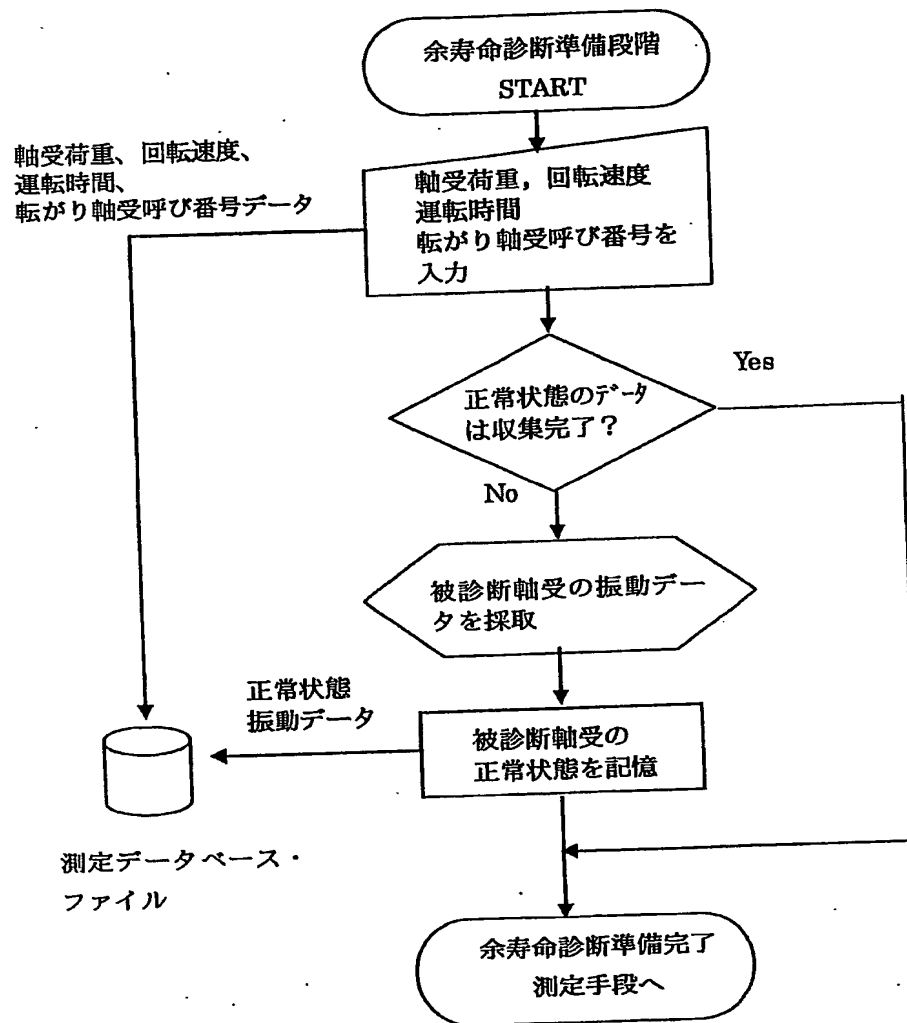 余寿命診断準備段階
START
軸受荷重、回転速度、
運転時間、
転がり軸受呼び番号データ
軸受荷重，回転速度
運転時間
転がり軸受呼び番号を
入力
Yes
正常状態のﾃﾞｰﾀ
は収集完了？
No
被診断軸受の振動デー
タを採取
正常状態
振動データ
被診断軸受の
正常状態を記憶
測定データベース・
ファイル
余寿命診断準備完了
測定手段へ